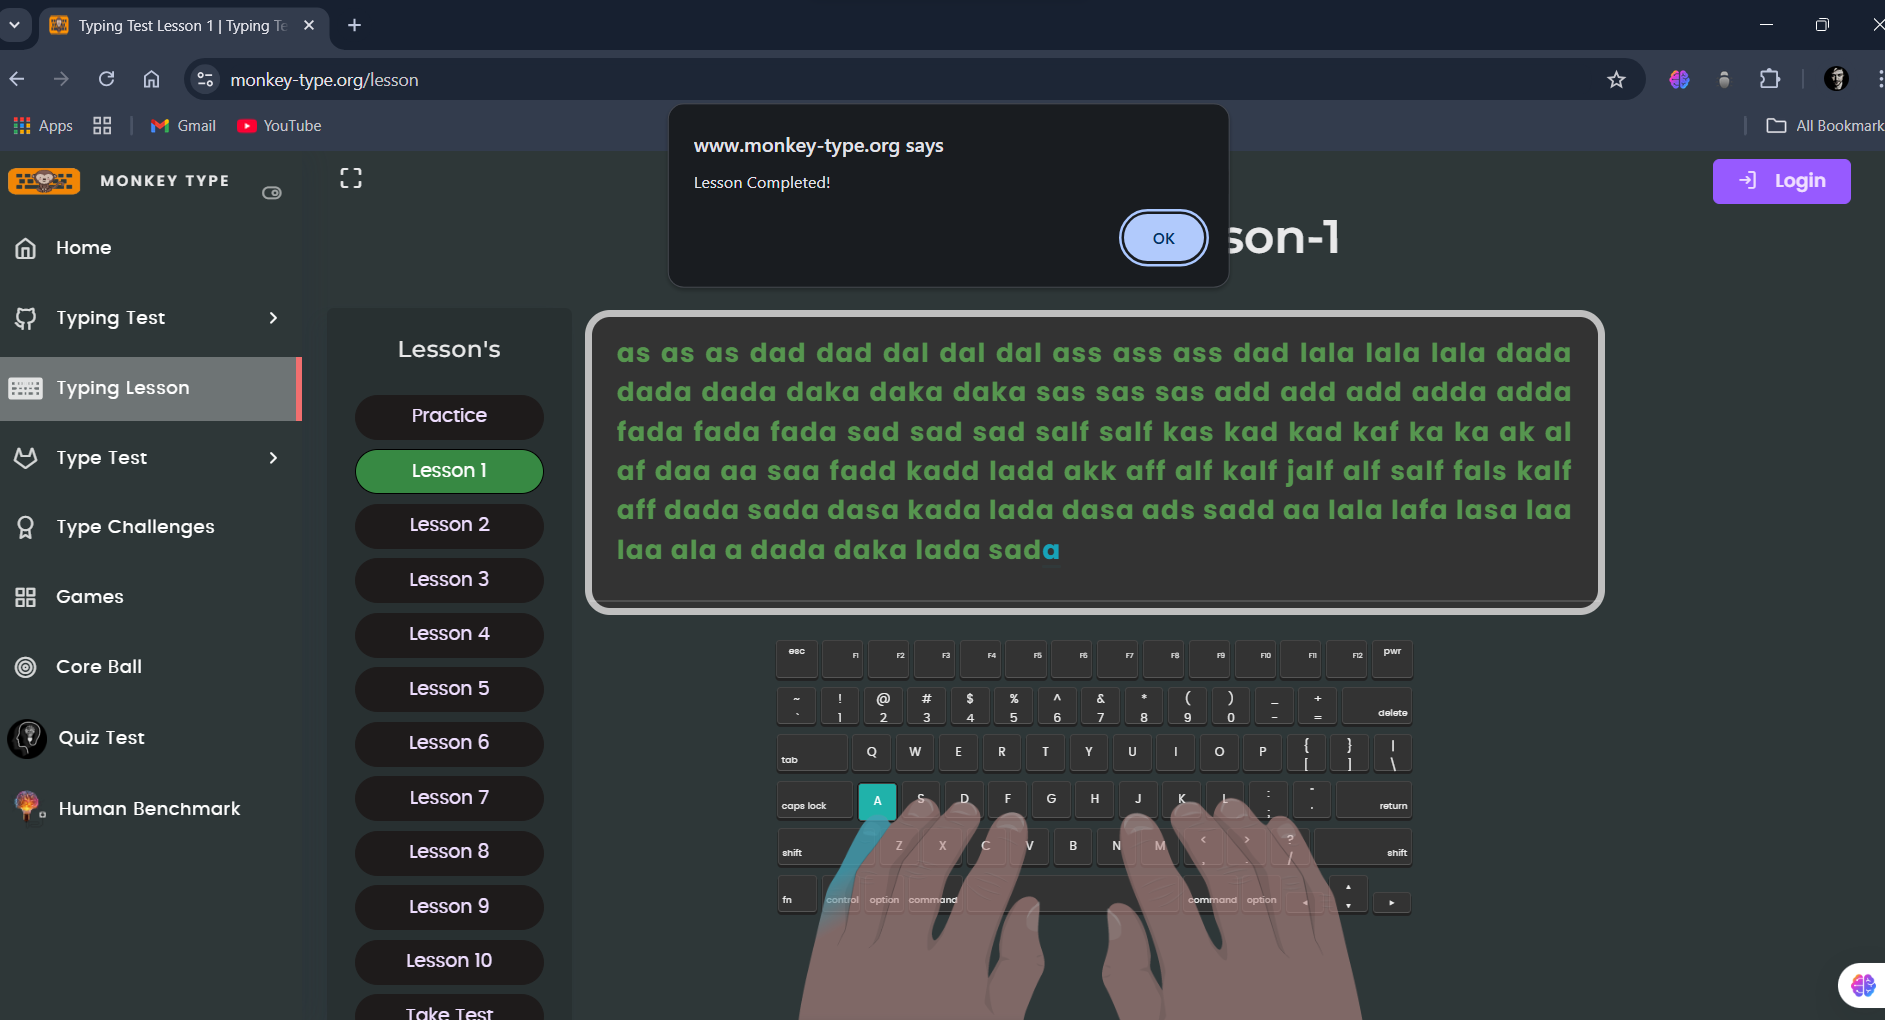 Typing Test Lesson 1 | Typing Te
monkey-type.org/lesson
Apps
Gmail
YouTube
All Bookmark
www.monkey-type.org says
Lesson Completed!
OK
MONKEY TYPE
Login
son-1
Home
Typing Test
Typing Lesson
Type Test
Type Challenges
Games
Core Ball
Quiz Test
Human Benchmark
Lesson's
Practice
Lesson 1
Lesson 2
Lesson 3
Lesson 4
Lesson 5
Lesson 6
Lesson 7
Lesson 8
Lesson 9
Lesson 10
Take Test
as as as dad dad dal dal dal ass ass ass dad lala lala lala dada
dada dada daka daka daka sas sas sas add add add adda adda
fada fada fada sad sad sad salf salf kas kad kad kaf ka ka ak al
af daa aa saa fadd kadd ladd akk aff alf kalf jalf alf salf fals kalf
aff dada sada dasa kada lada dasa ads sadd aa lala lafa lasa laa
laa ala a dada daka lada sada
esc F1 F2 F3 F4 F5 F6 F7 F8 F9 F10 F11 F12 pwr
~ ! @ # $ % ^ & * ( ) _ +
` 1 2 3 4 5 6 7 8 9 0 - = delete
tab Q W E R T Y U I O P { [ } ] | \
caps lock A S D F G H J K L : ; return
shift Z X C V B N M < , > ? / shift
fn control option command command option